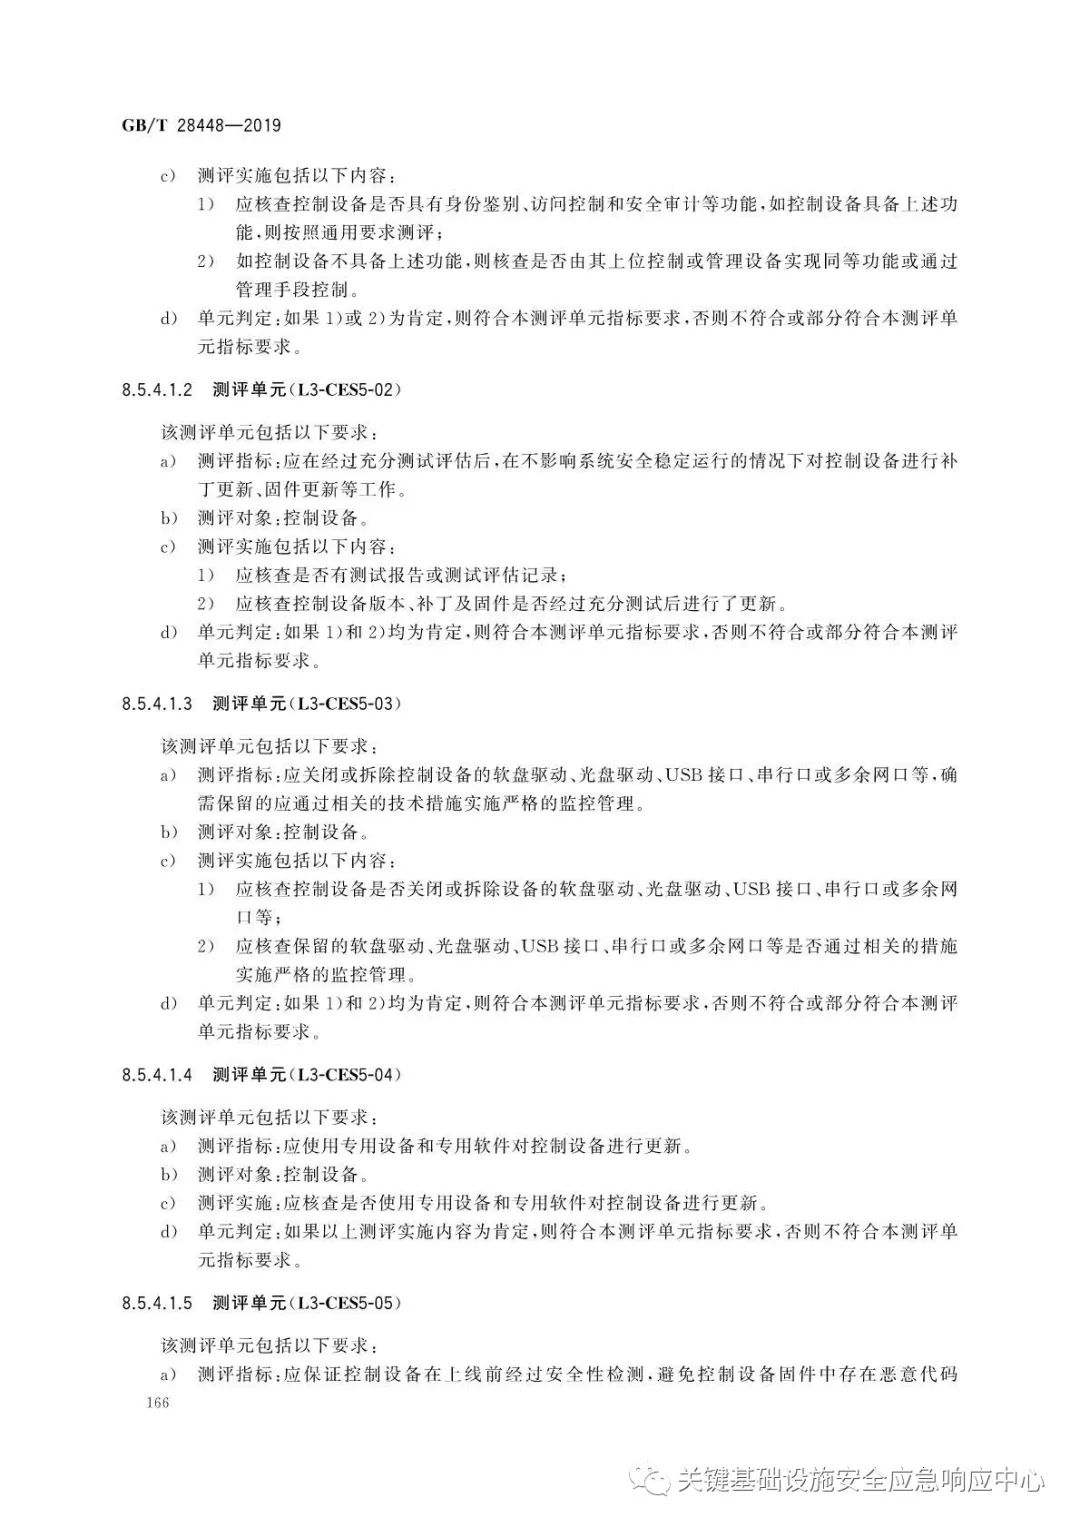 GB/T 28448—2019
c) 测评实施包括以下内容:
1) 应核查控制设备是否具有身份鉴别、访问控制和安全审计等功能,如控制设备具备上述功
能,则按照通用要求测评;
2) 如控制设备不具备上述功能,则核查是否由其上位控制或管理设备实现同等功能或通过
管理手段控制。
d) 单元判定:如果 1)或 2)为肯定,则符合本测评单元指标要求,否则不符合或部分符合本测评单
元指标要求。
8.5.4.1.2 测评单元(L3-CES5-02)
该测评单元包括以下要求:
a) 测评指标:应在经过充分测试评估后,在不影响系统安全稳定运行的情况下对控制设备进行补
丁更新、固件更新等工作。
b) 测评对象:控制设备。
c) 测评实施包括以下内容:
1) 应核查是否有测试报告或测试评估记录;
2) 应核查控制设备版本、补丁及固件是否经过充分测试后进行了更新。
d) 单元判定:如果 1)和 2)均为肯定,则符合本测评单元指标要求,否则不符合或部分符合本测评
单元指标要求。
8.5.4.1.3 测评单元(L3-CES5-03)
该测评单元包括以下要求:
a) 测评指标:应关闭或拆除控制设备的软盘驱动、光盘驱动、USB 接口、串行口或多余网口等,确
需保留的应通过相关的技术措施实施严格的监控管理。
b) 测评对象:控制设备。
c) 测评实施包括以下内容:
1) 应核查控制设备是否关闭或拆除设备的软盘驱动、光盘驱动、USB 接口、串行口或多余网
口等;
2) 应核查保留的软盘驱动、光盘驱动、USB 接口、串行口或多余网口等是否通过相关的措施
实施严格的监控管理。
d) 单元判定:如果 1)和 2)均为肯定,则符合本测评单元指标要求,否则不符合或部分符合本测评
单元指标要求。
8.5.4.1.4 测评单元(L3-CES5-04)
该测评单元包括以下要求:
a) 测评指标:应使用专用设备和专用软件对控制设备进行更新。
b) 测评对象:控制设备。
c) 测评实施:应核查是否使用专用设备和专用软件对控制设备进行更新。
d) 单元判定:如果以上测评实施内容为肯定,则符合本测评单元指标要求,否则不符合本测评单
元指标要求。
8.5.4.1.5 测评单元(L3-CES5-05)
该测评单元包括以下要求:
a) 测评指标:应保证控制设备在上线前经过安全性检测,避免控制设备固件中存在恶意代码
166
关键基础设施安全应急响应中心